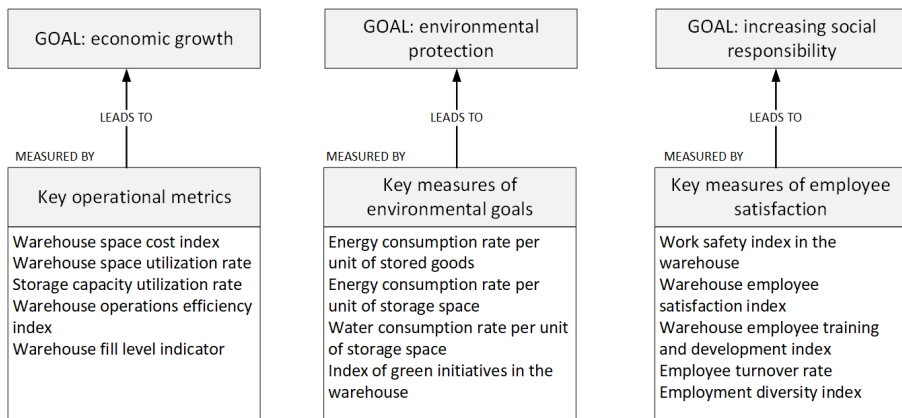 GOAL: economic growth
LEADS TO
MEASURED BY
Key operational metrics
Warehouse space cost index
Warehouse space utilization rate
Storage capacity utilization rate
Warehouse operations efficiency
index
Warehouse fill level indicator
GOAL: environmental
protection
LEADS TO
MEASURED BY
Key measures of
environmental goals
Energy consumption rate per
unit of stored goods
Energy consumption rate per
unit of storage space
Water consumption rate per unit
of storage space
Index of green initiatives in the
warehouse
GOAL: increasing social
responsibility
LEADS TO
MEASURED BY
Key measures of employee
satisfaction
Work safety index in the
warehouse
Warehouse employee
satisfaction index
Warehouse employee training
and development index
Employee turnover rate
Employment diversity index